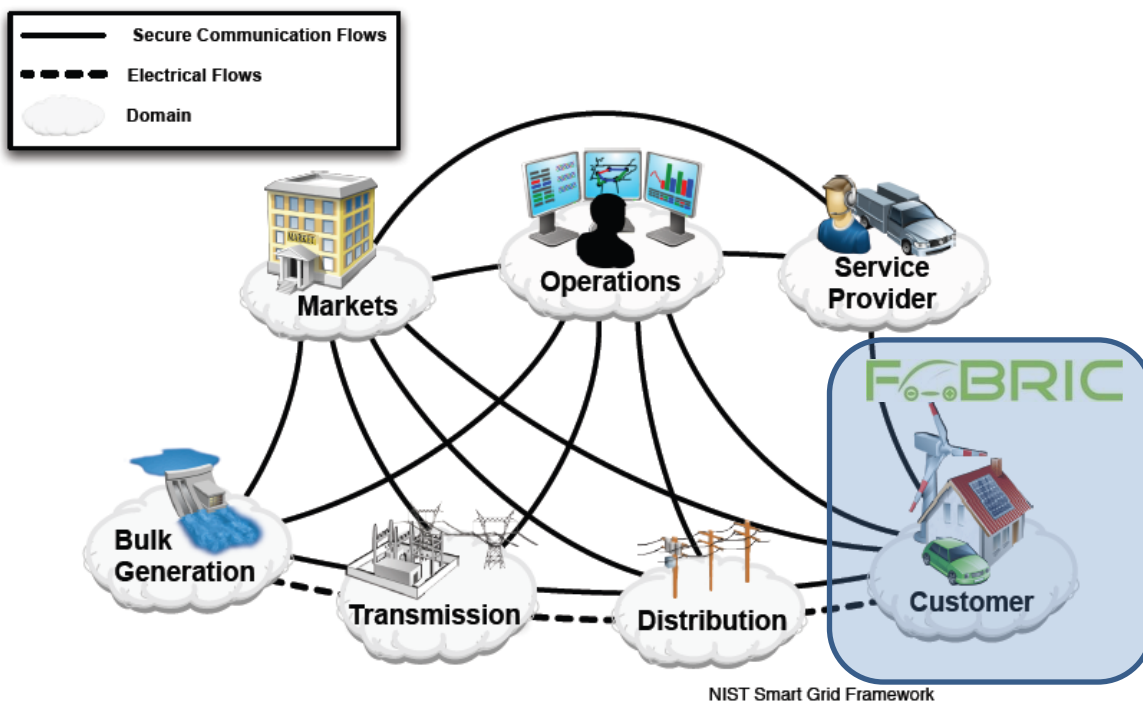 Secure Communication Flows
Electrical Flows
Domain
MARKET
Markets
Operations
Service
Provider
FABRIC
Bulk
Generation
Transmission
Distribution
Customer
NIST Smart Grid Framework